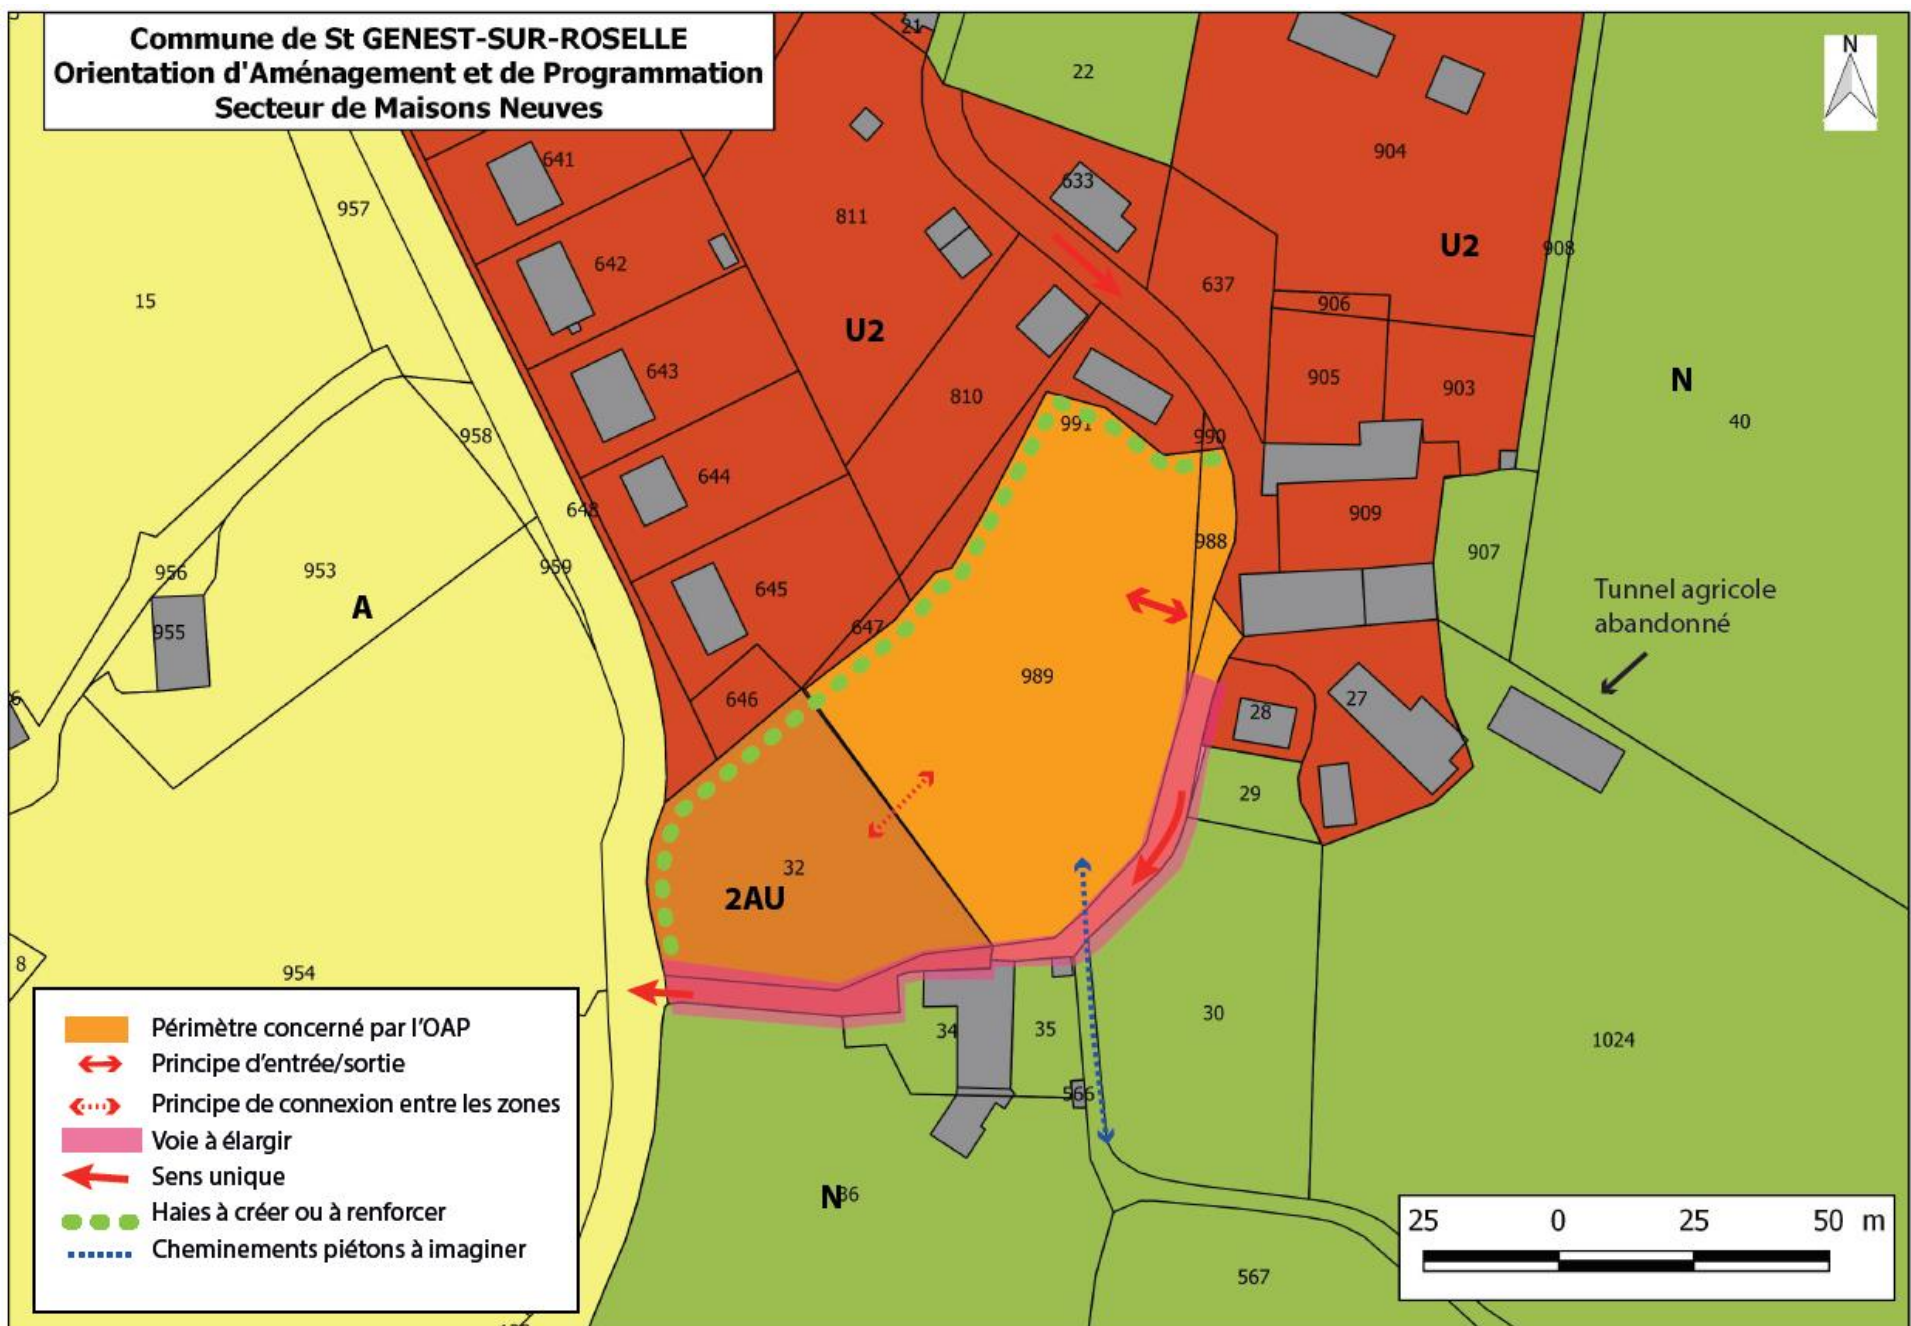 Commune de St GENEST-SUR-ROSELLE
Orientation d'Aménagement et de Programmation
Secteur de Maisons Neuves
N
21
22
904
641
957
811
633
642
U2
908
637
15
906
U2
643
905
903
N
810
40
991
990
958
644
648
909
988
907
956
953
959
645
Tunnel agricole
abandonné
A
955
647
989
646
28
27
29
32
2AU
8
954
34
35
30
1024
566
N
36
567
Périmètre concerné par l'OAP
Principe d'entrée/sortie
Principe de connexion entre les zones
Voie à élargir
Sens unique
Haies à créer ou à renforcer
Cheminements piétons à imaginer
25 0 25 50 m